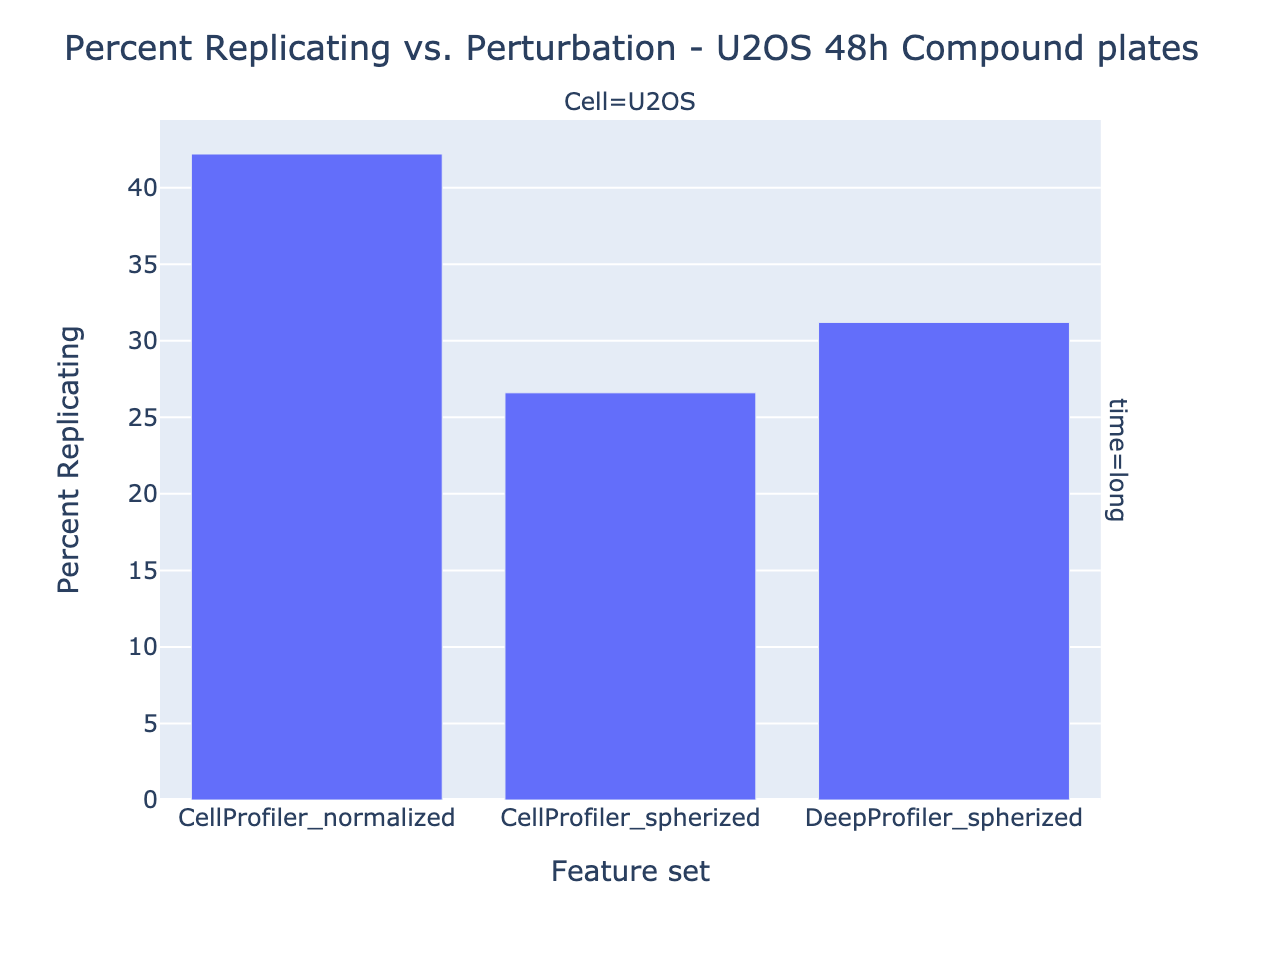 Percent Replicating vs. Perturbation - U2OS 48h Compound plates
Cell=U2OS
40
35
30
25
20
15
10
5
0
Percent Replicating
time=long
CellProfiler_normalized
CellProfiler_spherized
DeepProfiler_spherized
Feature set